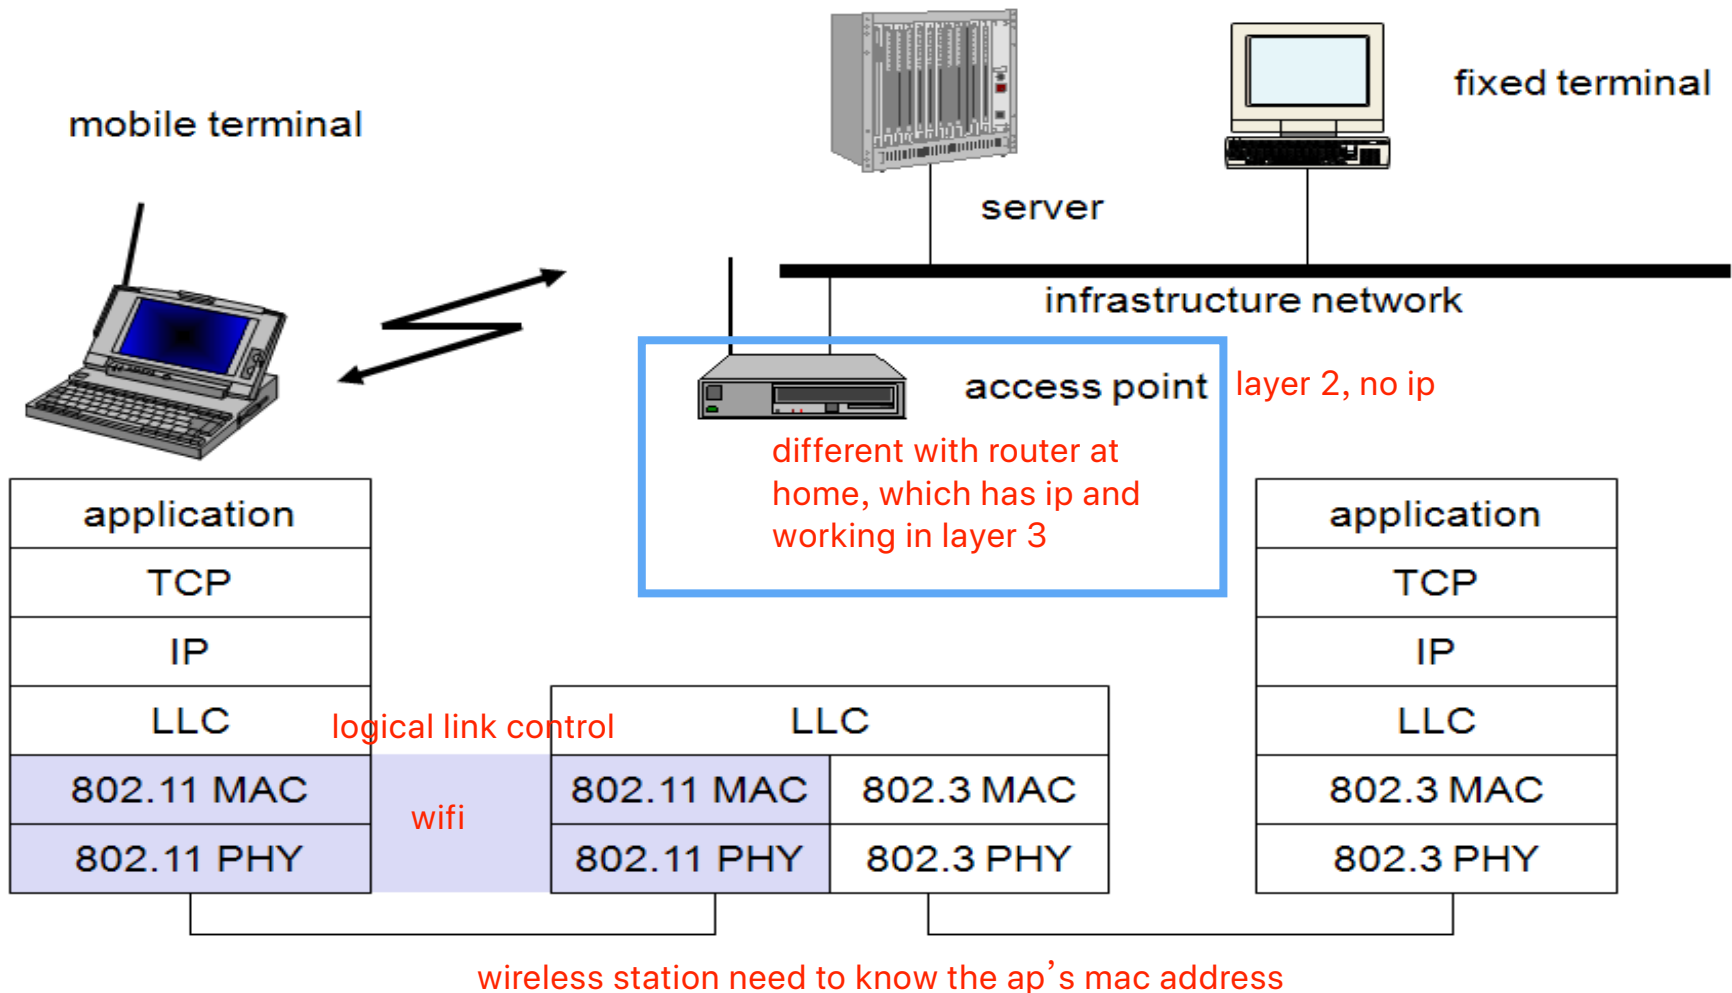 mobile terminal
fixed terminal
server
infrastructure network
access point
layer 2, no ip
different with router at
home, which has ip and
working in layer 3
application
TCP
IP
LLC
802.11 MAC
802.11 PHY
logical link control
wifi
LLC
802.11 MAC
802.3 MAC
802.11 PHY
802.3 PHY
application
TCP
IP
LLC
802.3 MAC
802.3 PHY
wireless station need to know the ap’s mac address